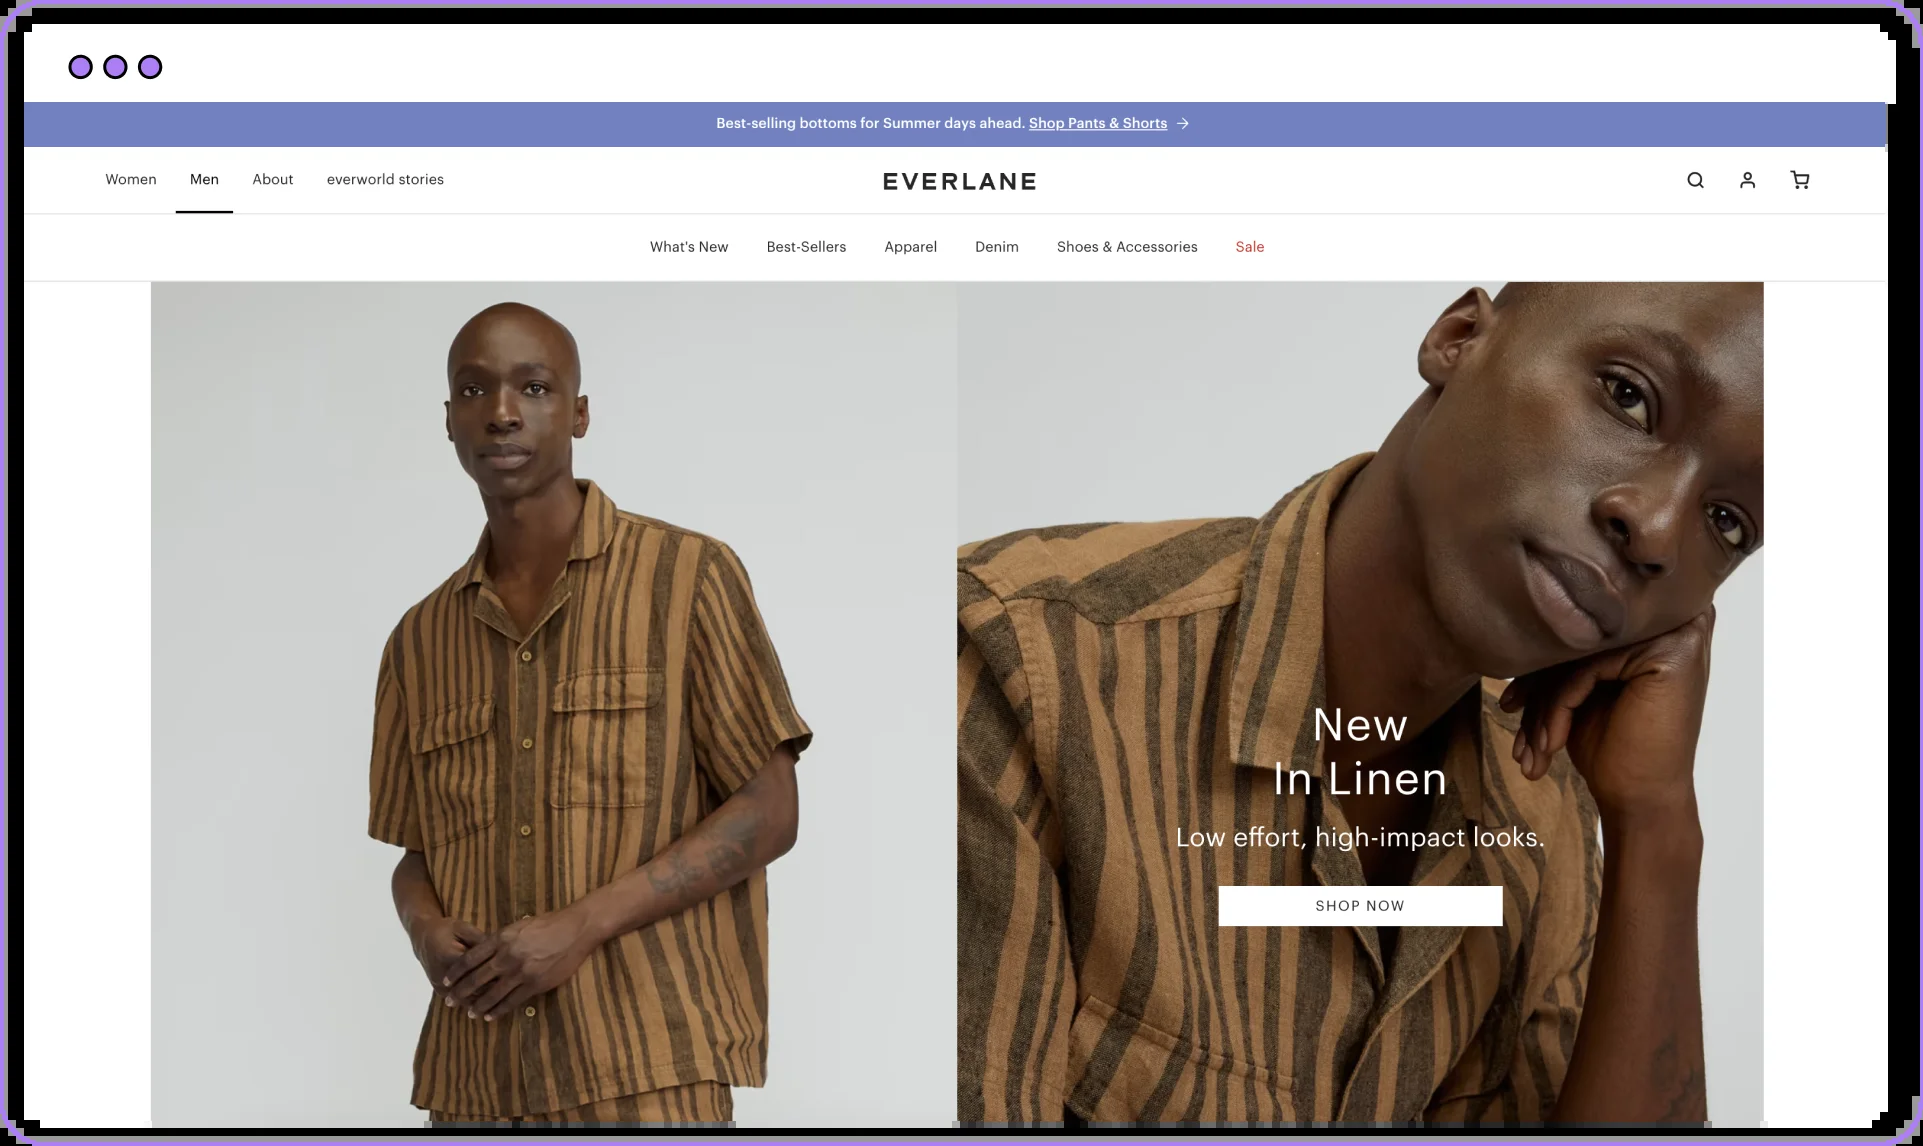 Best-selling bottoms for Summer days ahead. Shop Pants & Shorts →
Women Men About everworld stories
EVERLANE
What's New Best-Sellers Apparel Denim Shoes & Accessories Sale
New
In Linen
Low effort, high-impact looks.
SHOP NOW